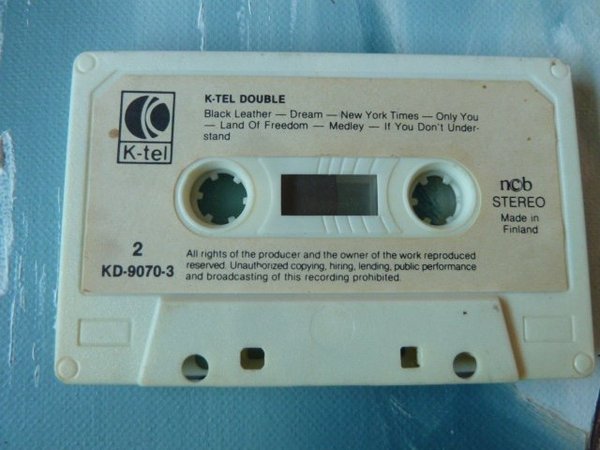 K-TEL DOUBLE
Black Leather — Dream — New York Times — Only You
— Land Of Freedom — Medley — If You Don't Under-
stand
K-tel
ncb
STEREO
Made in
Finland
2
KD-9070-3
All rights of the producer and the owner of the work reproduced
reserved. Unauthorized copying, hiring, lending, public performance
and broadcasting of this recording prohibited.